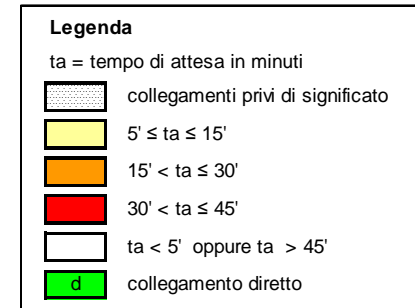 Legenda
ta = tempo di attesa in minuti
collegamenti privi di significato
5' ≤ ta ≤ 15'
15' < ta ≤ 30'
30' < ta ≤ 45'
ta < 5' oppure ta > 45'
d collegamento diretto